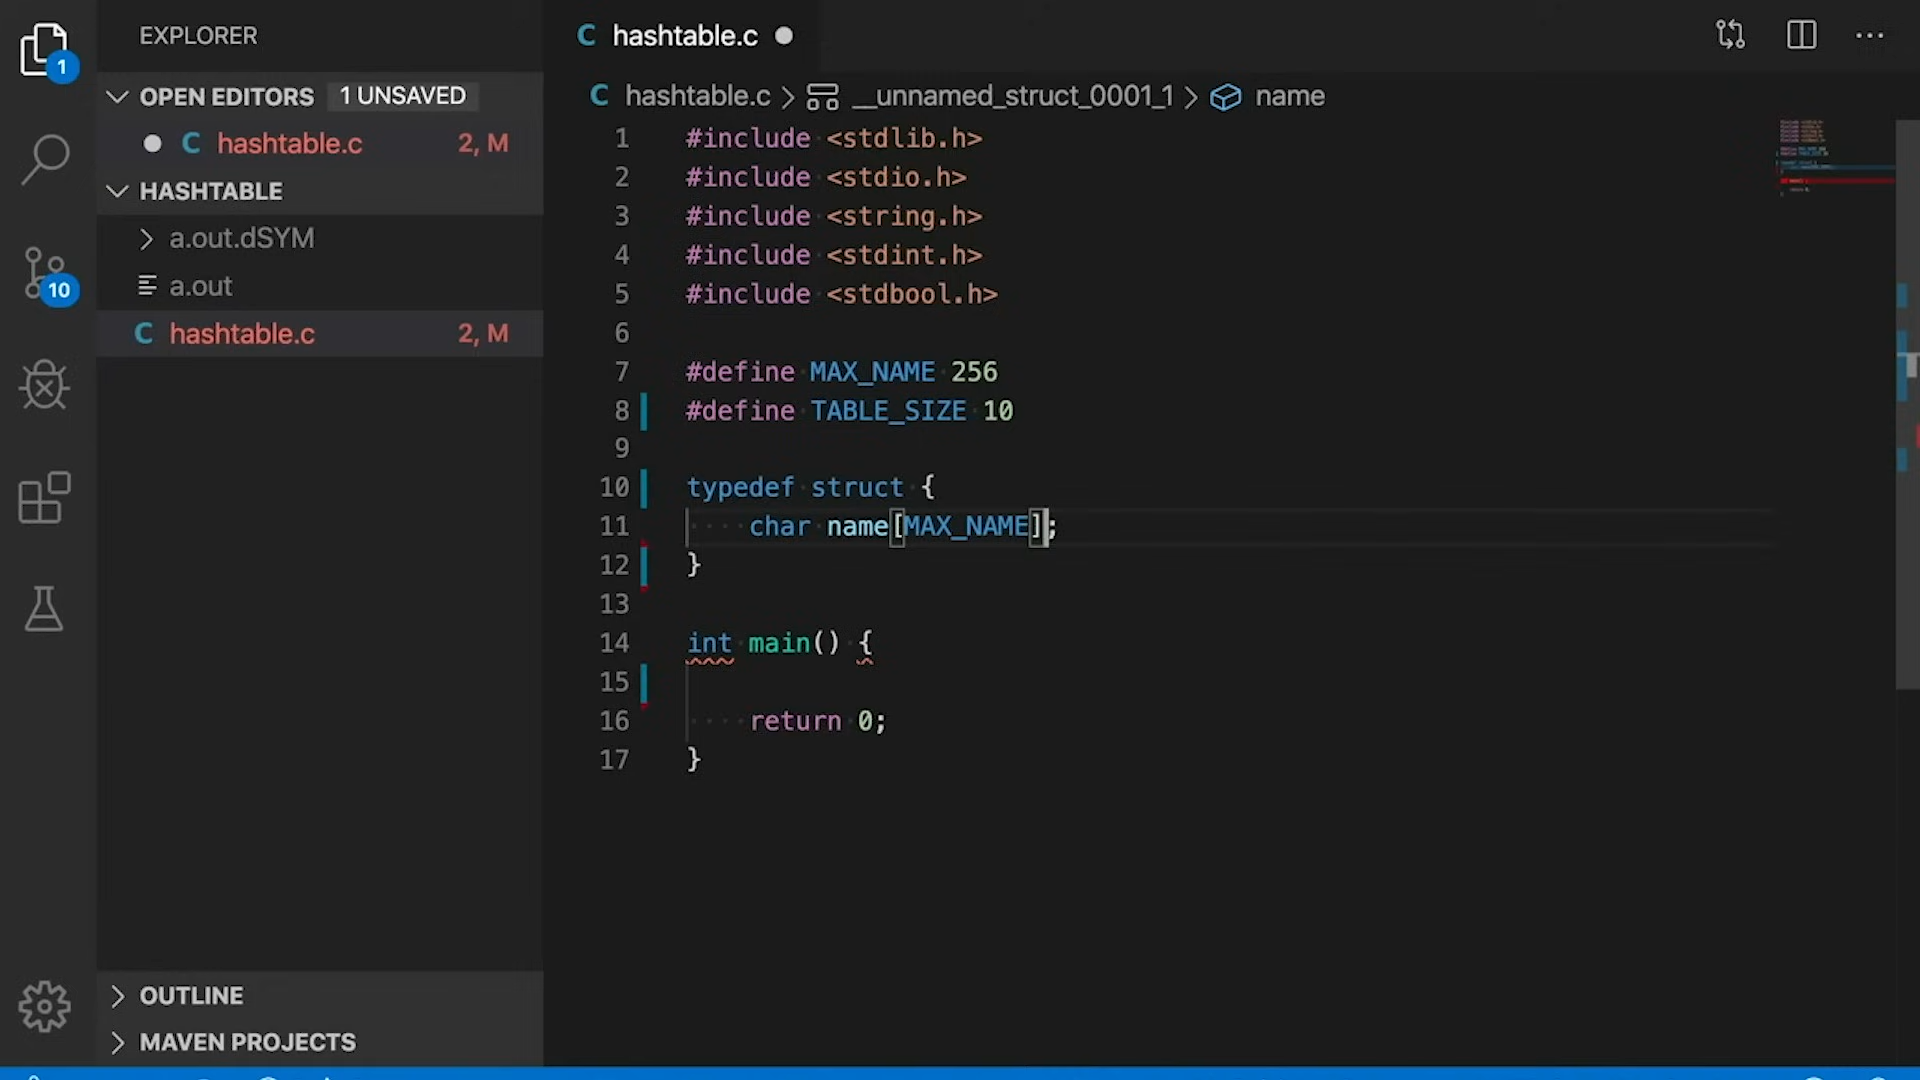 EXPLORER
OPEN EDITORS 1 UNSAVED
hashtable.c 2, M
HASHTABLE
a.out.dSYM
a.out
C hashtable.c 2, M
1
10
OUTLINE
MAVEN PROJECTS
C hashtable.c
C hashtable.c > __unnamed_struct_0001_1 > name
1 #include <stdlib.h>
2 #include <stdio.h>
3 #include <string.h>
4 #include <stdint.h>
5 #include <stdbool.h>
6
7 #define MAX_NAME 256
8 #define TABLE_SIZE 10
9
10 typedef struct {
11 char name[MAX_NAME];
12 }
13
14 int main() {
15
16 return 0;
17 }